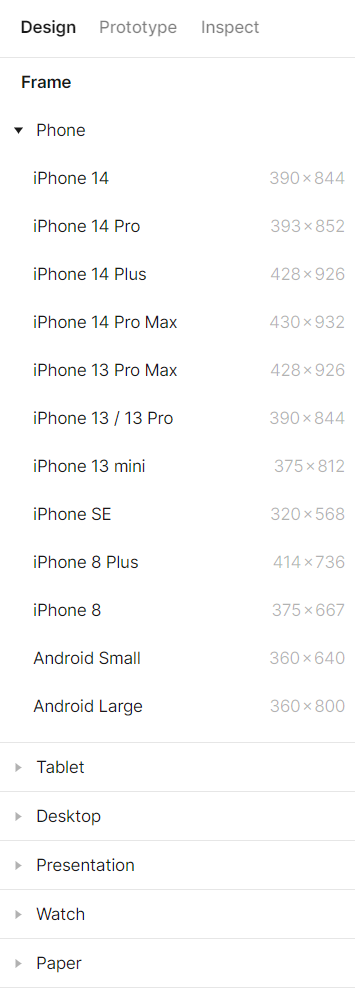 Design Prototype Inspect
Frame
Phone
iPhone 14 390×844
iPhone 14 Pro 393×852
iPhone 14 Plus 428×926
iPhone 14 Pro Max 430×932
iPhone 13 Pro Max 428×926
iPhone 13 / 13 Pro 390×844
iPhone 13 mini 375×812
iPhone SE 320×568
iPhone 8 Plus 414×736
iPhone 8 375×667
Android Small 360×640
Android Large 360×800
Tablet
Desktop
Presentation
Watch
Paper